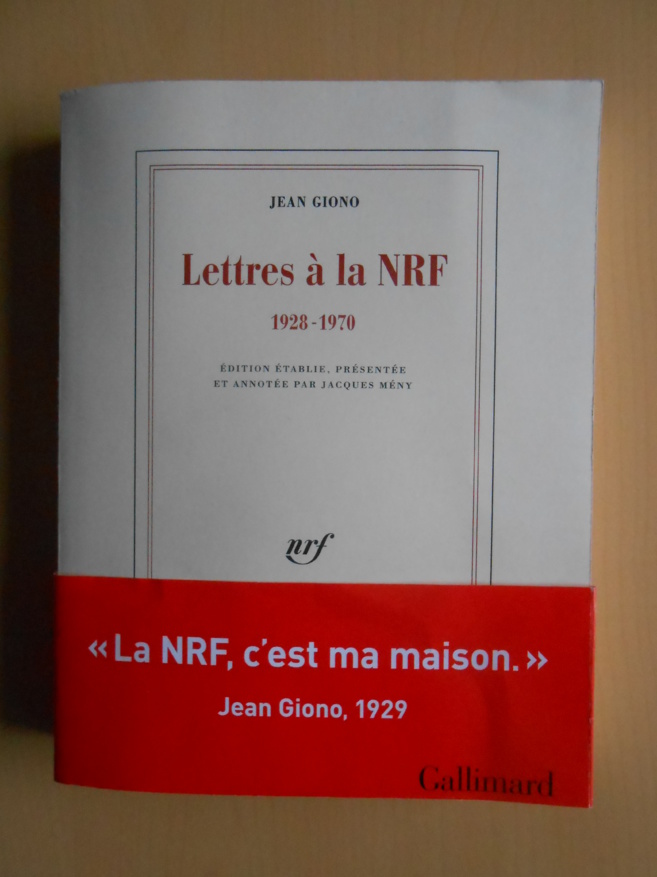 JEAN GIONO
Lettres à la NRF
1928-1970
ÉDITION ÉTABLIE, PRÉSENTÉE
ET ANNOTÉE PAR JACQUES MÉNY
nrf
« La NRF, c'est ma maison. »
Jean Giono, 1929
Gallimard